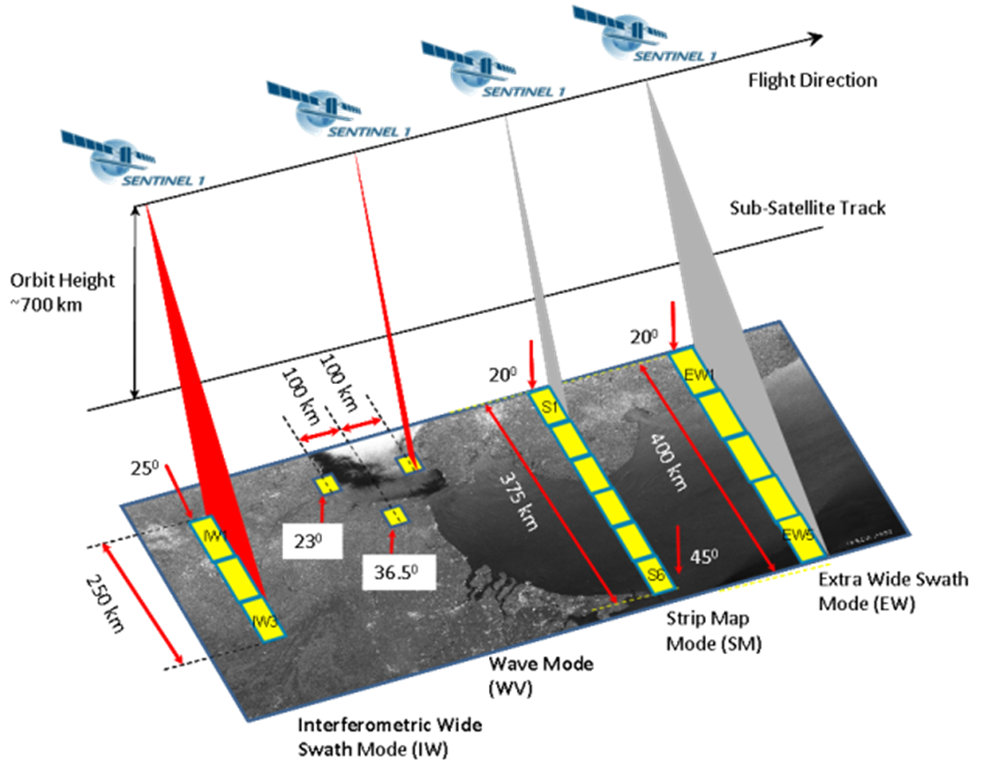 SENTINEL 1
SENTINEL 1
SENTINEL 1
SENTINEL 1
Flight Direction
Sub-Satellite Track
Orbit Height
~700 km
100 km
100 km
20⁰
20⁰
25⁰
EW1
S1
400 km
375 km
IW1
23⁰
36.5⁰
EW5
45⁰
S6
250 km
IW3
Extra Wide Swath
Mode (EW)
Strip Map
Mode (SM)
Wave Mode
(WV)
Interferometric Wide
Swath Mode (IW)